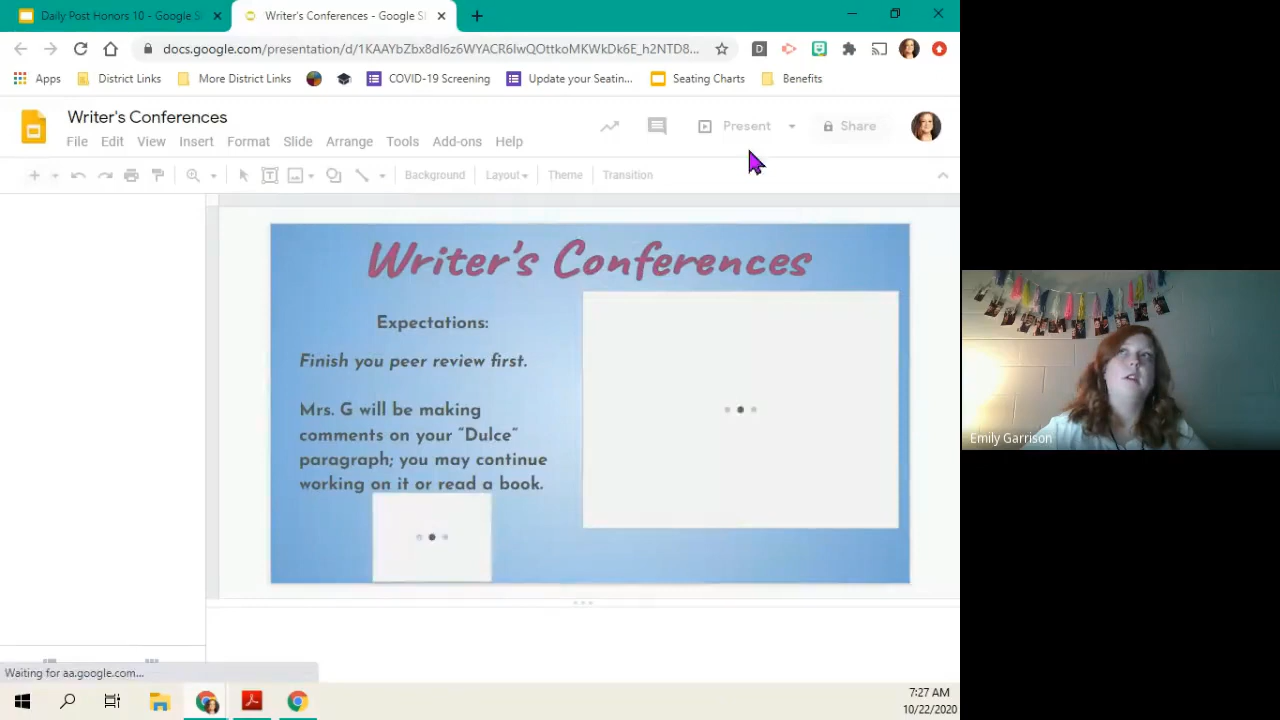 Daily Post Honors 10 - Google S
Writer's Conferences - Google Sl
docs.google.com/presentation/d/1KAAYbZbx8dl6z6WYACR6IwQOttkoMKWkDk6E_h2NTD8...
Apps
District Links
More District Links
COVID-19 Screening
Update your Seatin...
Seating Charts
Benefits
Writer's Conferences
Present
Share
File Edit View Insert Format Slide Arrange Tools Add-ons Help
Background
Layout
Theme
Transition
Writer's Conferences
Expectations:
Finish you peer review first.
Mrs. G will be making
comments on your “Dulce”
paragraph; you may continue
working on it or read a book.
Emily Garrison
Waiting for aa.google.com...
7:27 AM
10/22/2020